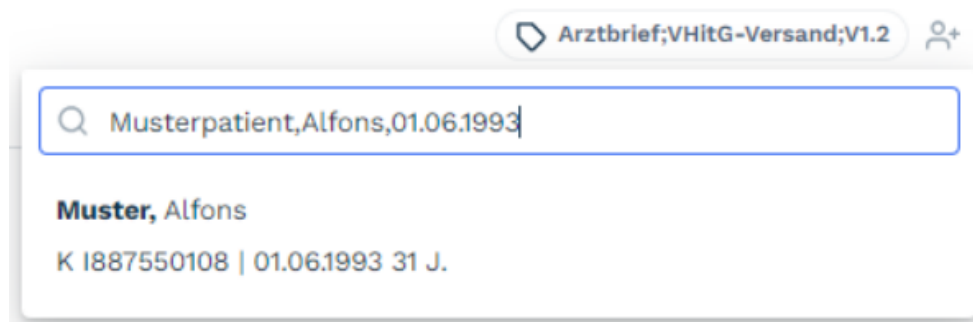 Arztbrief;VHitG-Versand;V1.2
Musterpatient,Alfons,01.06.1993
Muster, Alfons
K I887550108 | 01.06.1993 31 J.